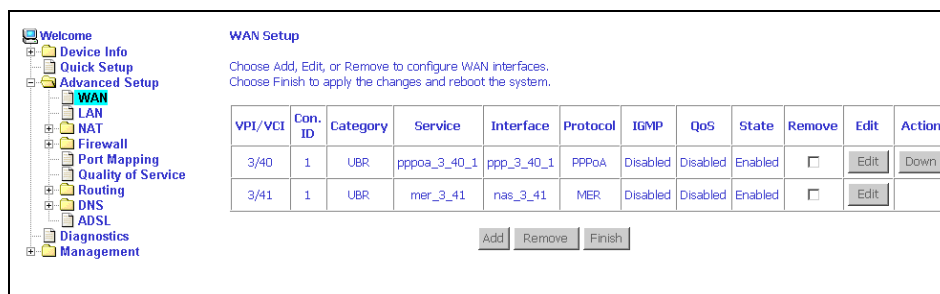 Welcome
Device Info
Quick Setup
Advanced Setup
WAN
LAN
NAT
Firewall
Port Mapping
Quality of Service
Routing
DNS
ADSL
Diagnostics
Management
WAN Setup
Choose Add, Edit, or Remove to configure WAN interfaces.
Choose Finish to apply the changes and reboot the system.
VPI/VCI Con. ID Category Service Interface Protocol IGMP QoS State Remove Edit Action
3/40 1 UBR pppoa_3_40_1 ppp_3_40_1 PPPoA Disabled Disabled Enabled Edit Down
3/41 1 UBR mer_3_41 nas_3_41 MER Disabled Disabled Enabled Edit
Add Remove Finish